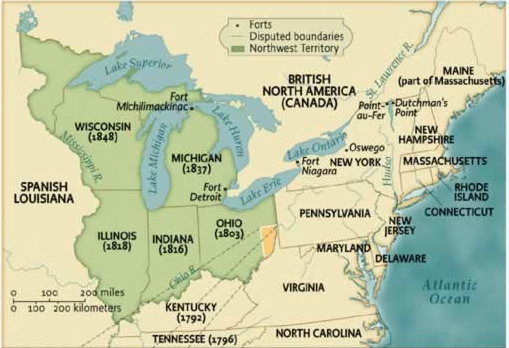 • Forts
Disputed boundaries
Northwest Territory
Lake Superior
BRITISH
NORTH AMERICA
(CANADA)
St. Lawrence R.
MAINE
(part of Massachusetts)
Fort
Michilimackinac
Point-
au-Fer
Dutchman's
Point
WISCONSIN
(1848)
Mississippi R.
Lake Michigan
Lake Huron
MICHIGAN
(1837)
Lake Ontario
Oswego
Fort
Niagara
NEW YORK
Hudso
NEW
HAMPSHIRE
MASSACHUSETTS
SPANISH
LOUISIANA
Fort
Detroit
Lake Erie
RHODE
ISLAND
CONNECTICUT
PENNSYLVANIA
NEW
JERSEY
ILLINOIS
(1818)
INDIANA
(1816)
OHIO
(1803)
MARYLAND
DELAWARE
Ohio R.
VIRGINIA
Atlantic
Ocean
0 100 200 miles
0 100 200 kilometers
KENTUCKY
(1792)
TENNESSEE (1796)
NORTH CAROLINA